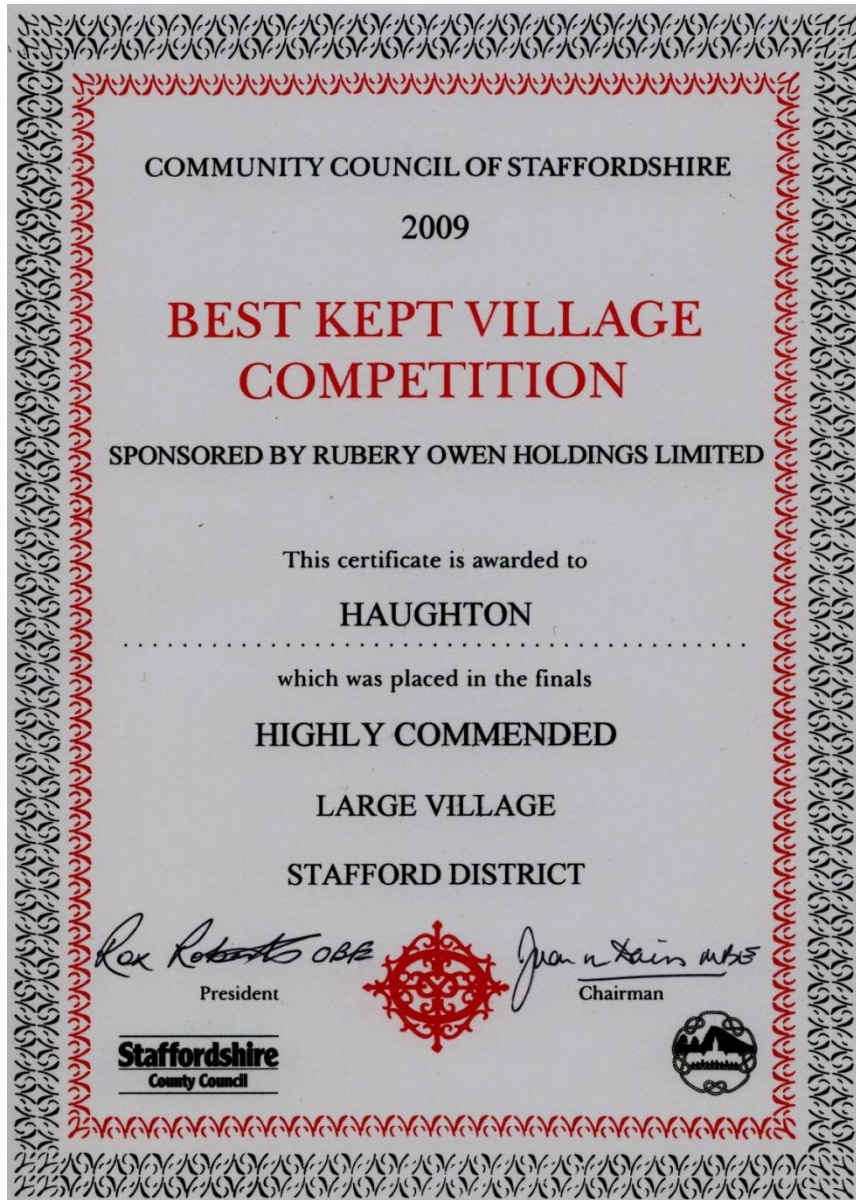 COMMUNITY COUNCIL OF STAFFORDSHIRE
2009
BEST KEPT VILLAGE
COMPETITION
SPONSORED BY RUBERY OWEN HOLDINGS LIMITED
This certificate is awarded to
HAUGHTON
which was placed in the finals
HIGHLY COMMENDED
LARGE VILLAGE
STAFFORD DISTRICT
Rex Roberts OBE
MBE
President
Chairman
Staffordshire
County Council